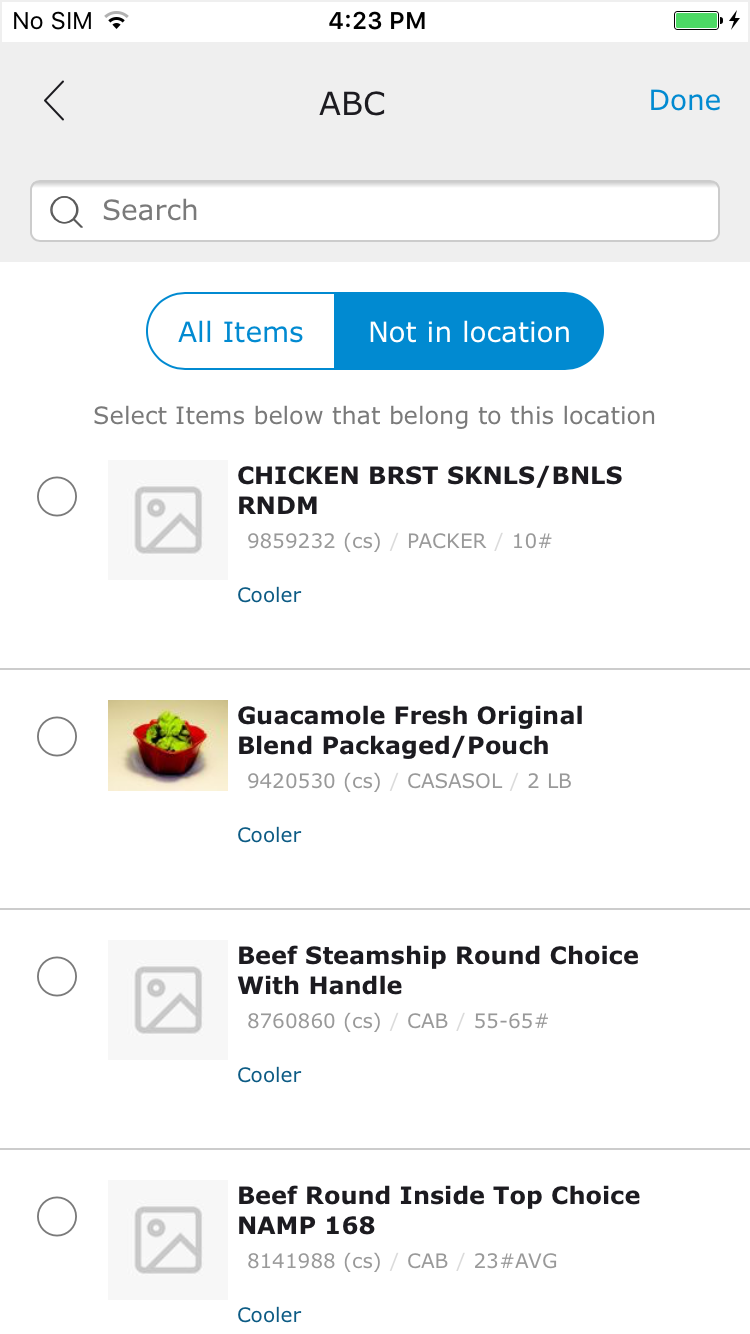 No SIM 4:23 PM
ABC Done
Search
All Items Not in location
Select Items below that belong to this location
CHICKEN BRST SKNLS/BNLS
RNDM
9859232 (cs) / PACKER / 10#
Cooler
Guacamole Fresh Original
Blend Packaged/Pouch
9420530 (cs) / CASASOL / 2 LB
Cooler
Beef Steamship Round Choice
With Handle
8760860 (cs) / CAB / 55-65#
Cooler
Beef Round Inside Top Choice
NAMP 168
8141988 (cs) / CAB / 23#AVG
Cooler